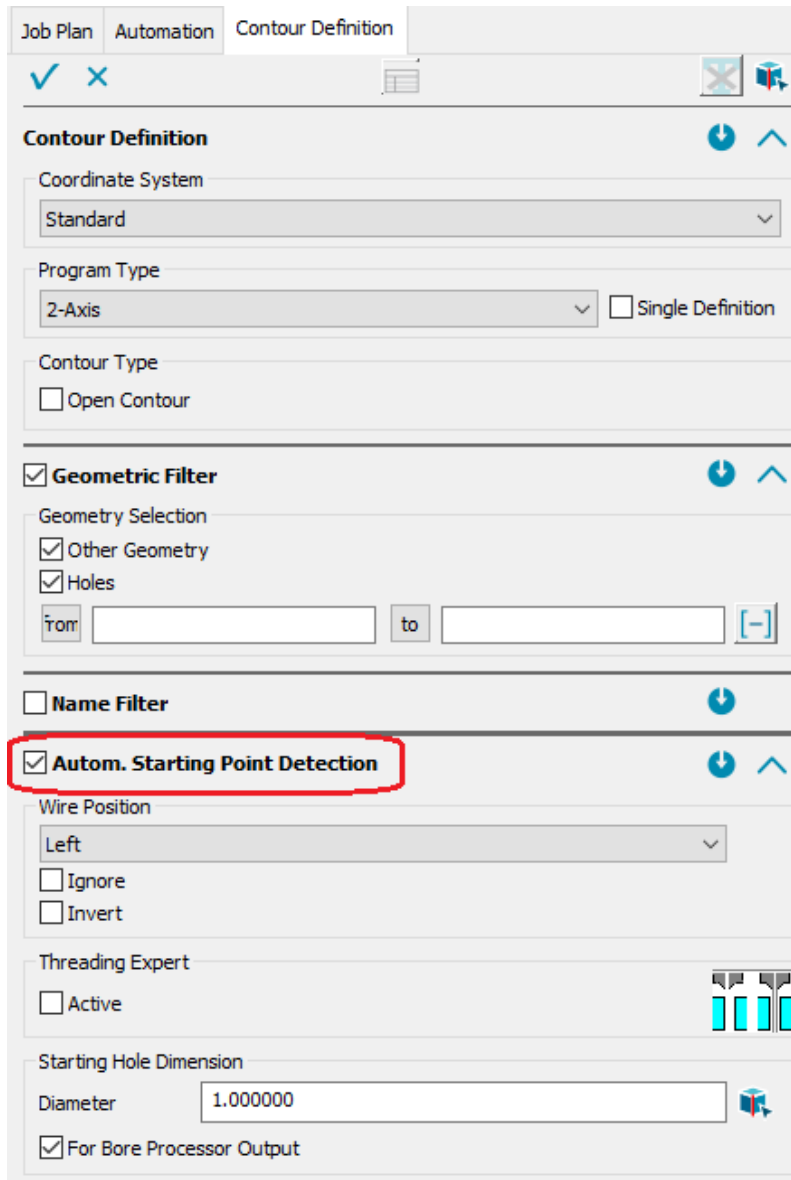 Job Plan Automation Contour Definition
Contour Definition
Coordinate System
Standard
Program Type
2-Axis Single Definition
Contour Type
Open Contour
Geometric Filter
Geometry Selection
Other Geometry
Holes
from to [-]
Name Filter
Autom. Starting Point Detection
Wire Position
Left
Ignore
Invert
Threading Expert
Active
Starting Hole Dimension
Diameter 1.000000
For Bore Processor Output